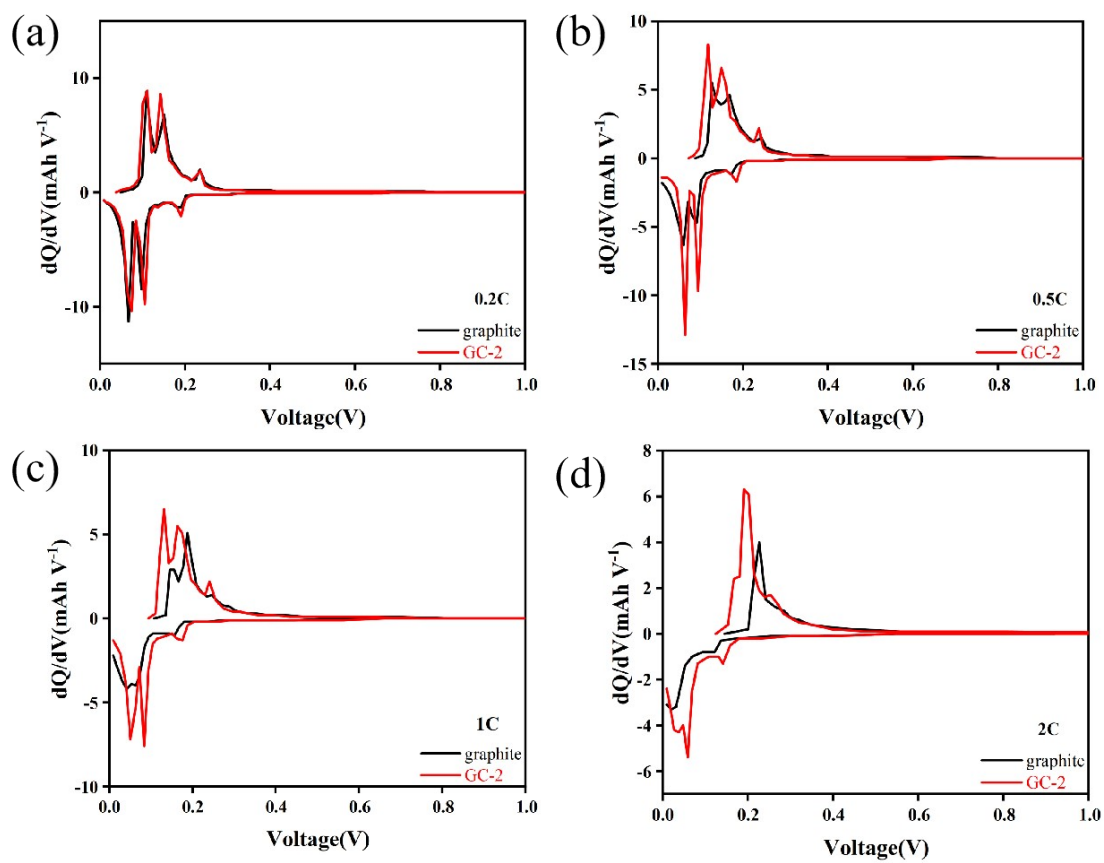 (a)
dQ/dV(mAh V-1)
10
0
-10
0.2C
graphite
GC-2
0.0 0.2 0.4 0.6 0.8 1.0
Voltage(V)
(b)
dQ/dV(mAh V-1)
10
5
0
-5
-10
-15
0.5C
graphite
GC-2
0.0 0.2 0.4 0.6 0.8 1.0
Voltage(V)
(c)
dQ/dV(mAh V-1)
10
5
0
-5
-10
1C
graphite
GC-2
0.0 0.2 0.4 0.6 0.8 1.0
Voltage(V)
(d)
dQ/dV(mAh V-1)
8
6
4
2
0
-2
-4
-6
2C
graphite
GC-2
0.0 0.2 0.4 0.6 0.8 1.0
Voltage(V)